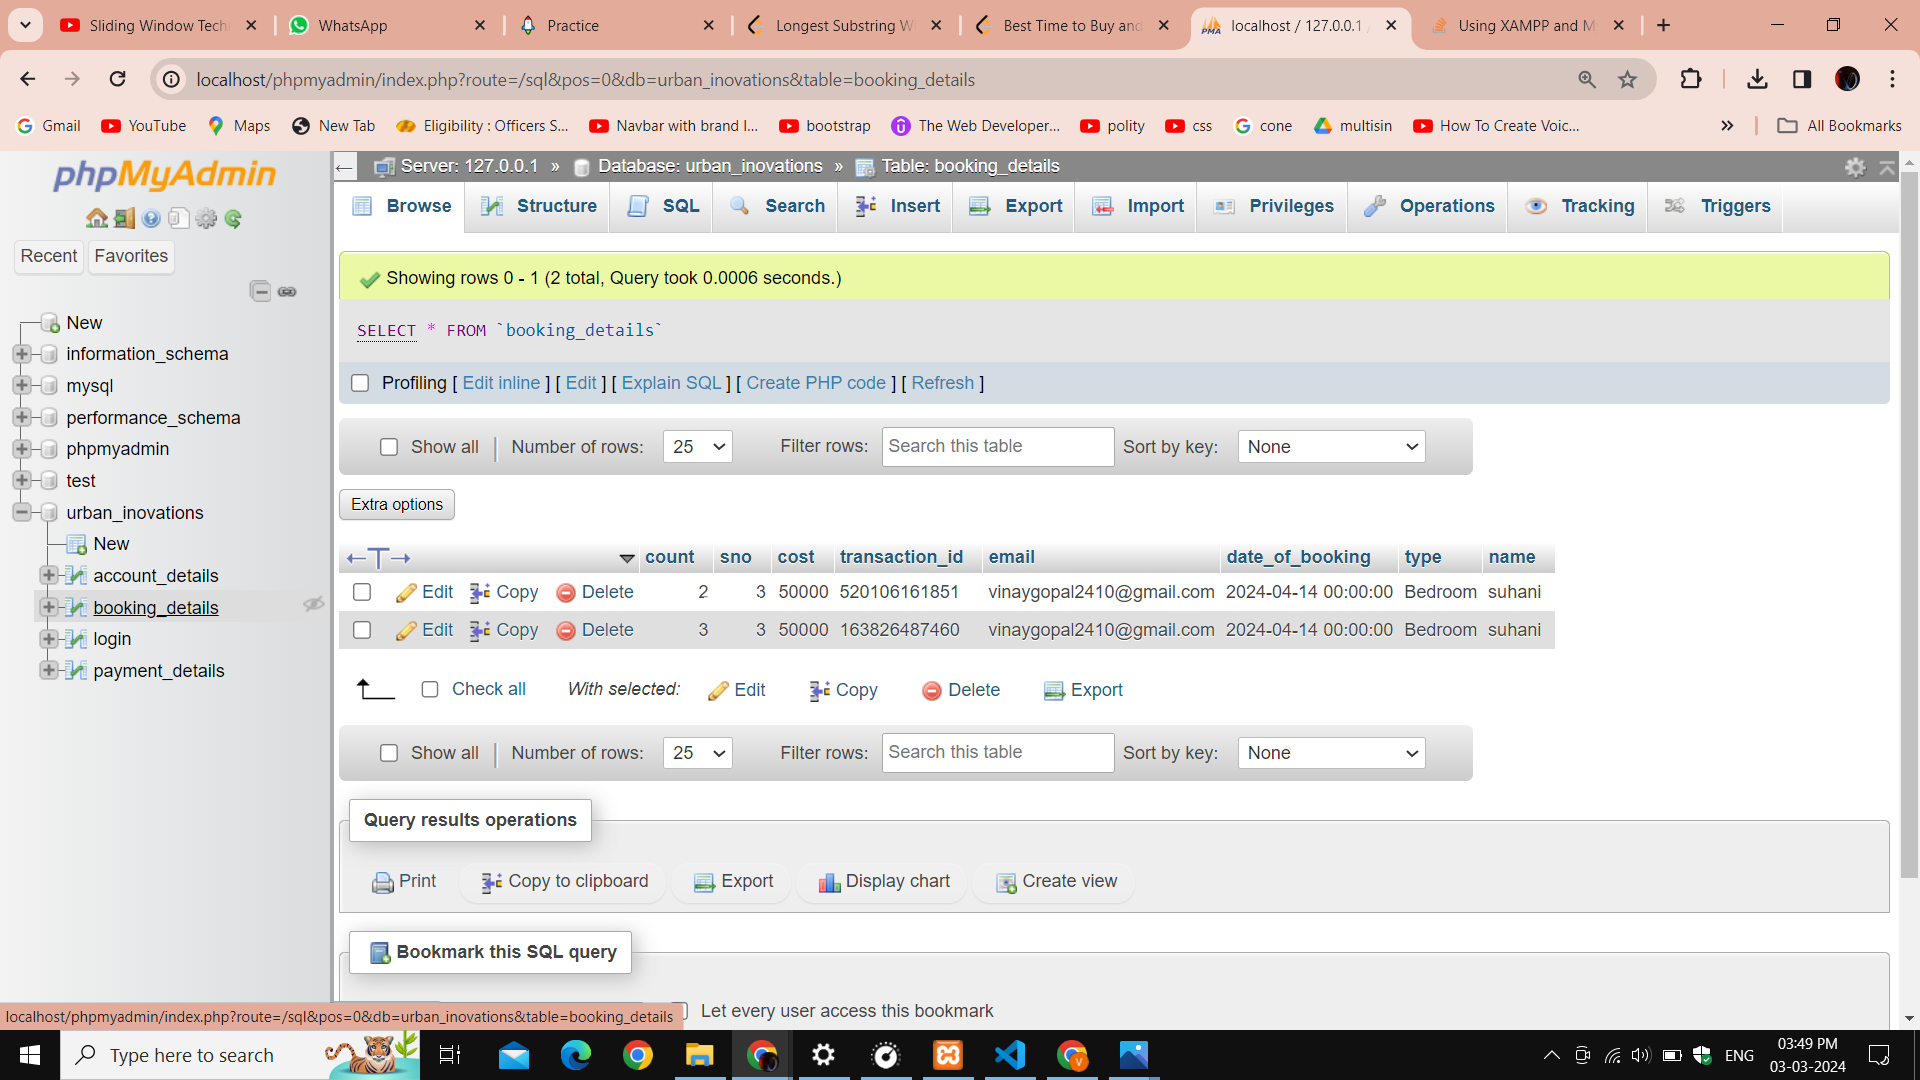 Sliding Window Tech
WhatsApp
Practice
Longest Substring W
Best Time to Buy and
localhost / 127.0.0.1 /
Using XAMPP and M
localhost/phpmyadmin/index.php?route=/sql&pos=0&db=urban_inovations&table=booking_details
Gmail YouTube Maps New Tab Eligibility : Officers S... Navbar with brand I... bootstrap The Web Developer... polity css cone multisin How To Create Voic... » All Bookmarks
phpMyAdmin
Recent Favorites
New
information_schema
mysql
performance_schema
phpmyadmin
test
urban_inovations
New
account_details
booking_details
login
payment_details
Server: 127.0.0.1 » Database: urban_inovations » Table: booking_details
Browse Structure SQL Search Insert Export Import Privileges Operations Tracking Triggers
Showing rows 0 - 1 (2 total, Query took 0.0006 seconds.)
SELECT * FROM `booking_details`
Profiling [ Edit inline ] [ Edit ] [ Explain SQL ] [ Create PHP code ] [ Refresh ]
Show all Number of rows: 25 Filter rows: Search this table Sort by key: None
Extra options
count sno cost transaction_id email date_of_booking type name
Edit Copy Delete 2 3 50000 520106161851 vinaygopal2410@gmail.com 2024-04-14 00:00:00 Bedroom suhani
Edit Copy Delete 3 3 50000 163826487460 vinaygopal2410@gmail.com 2024-04-14 00:00:00 Bedroom suhani
Check all With selected: Edit Copy Delete Export
Show all Number of rows: 25 Filter rows: Search this table Sort by key: None
Query results operations
Print Copy to clipboard Export Display chart Create view
Bookmark this SQL query
Let every user access this bookmark
localhost/phpmyadmin/index.php?route=/sql&pos=0&db=urban_inovations&table=booking_details
Type here to search
ENG
03:49 PM
03-03-2024